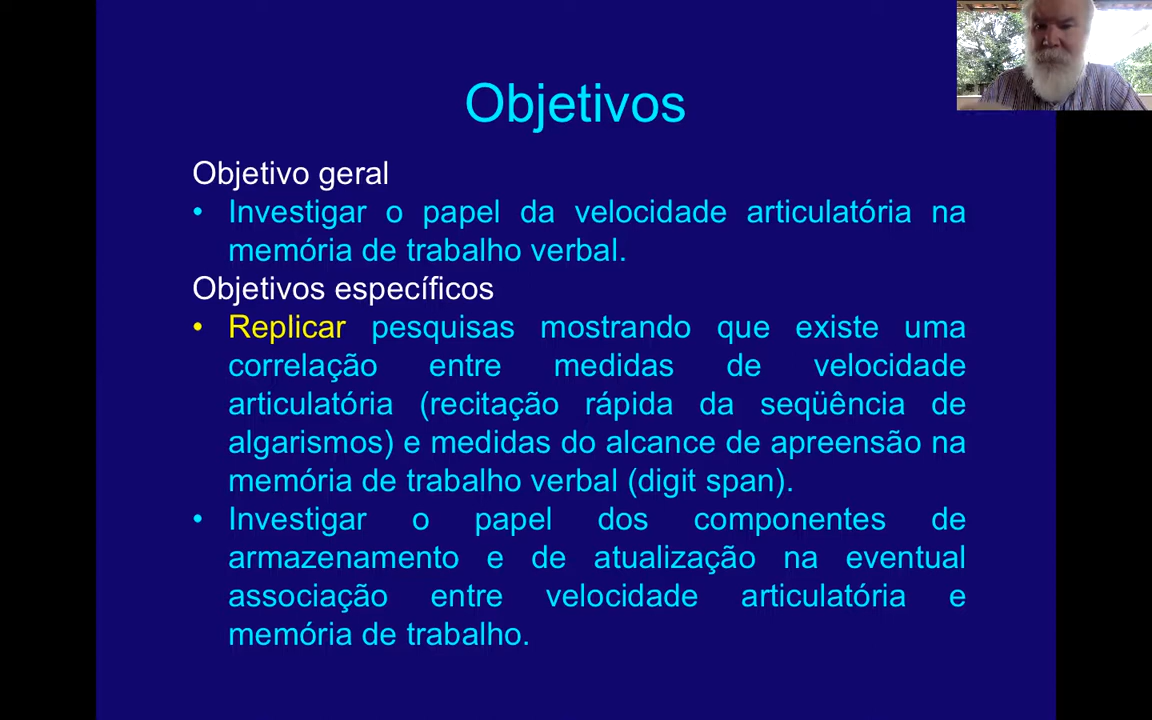 Objetivos
Objetivo geral
• Investigar o papel da velocidade articulatória na
memória de trabalho verbal.
Objetivos específicos
• Replicar pesquisas mostrando que existe uma
correlação entre medidas de velocidade
articulatória (recitação rápida da seqüência de
algarismos) e medidas do alcance de apreensão na
memória de trabalho verbal (digit span).
• Investigar o papel dos componentes de
armazenamento e de atualização na eventual
associação entre velocidade articulatória e
memória de trabalho.